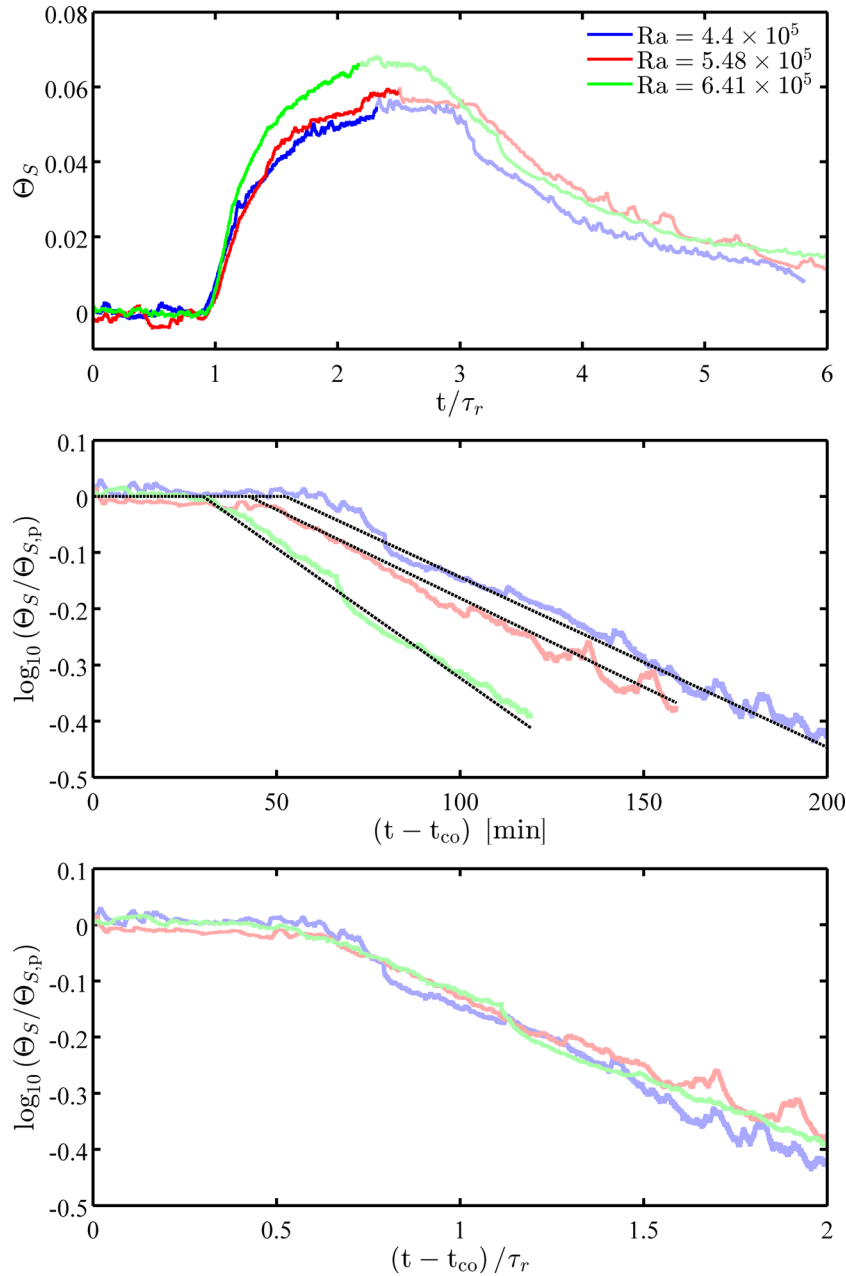 0.08
0.06
0.04
0.02
0
Θ_S
Ra = 4.4 × 10^5
Ra = 5.48 × 10^5
Ra = 6.41 × 10^5
0 1 2 3 4 5 6
t/τ_r
0.1
0
-0.1
-0.2
-0.3
-0.4
-0.5
log_10 (Θ_S/Θ_S,p)
0 50 100 150 200
(t − t_co) [min]
0.1
0
-0.1
-0.2
-0.3
-0.4
-0.5
log_10 (Θ_S/Θ_S,p)
0 0.5 1 1.5 2
(t − t_co) /τ_r